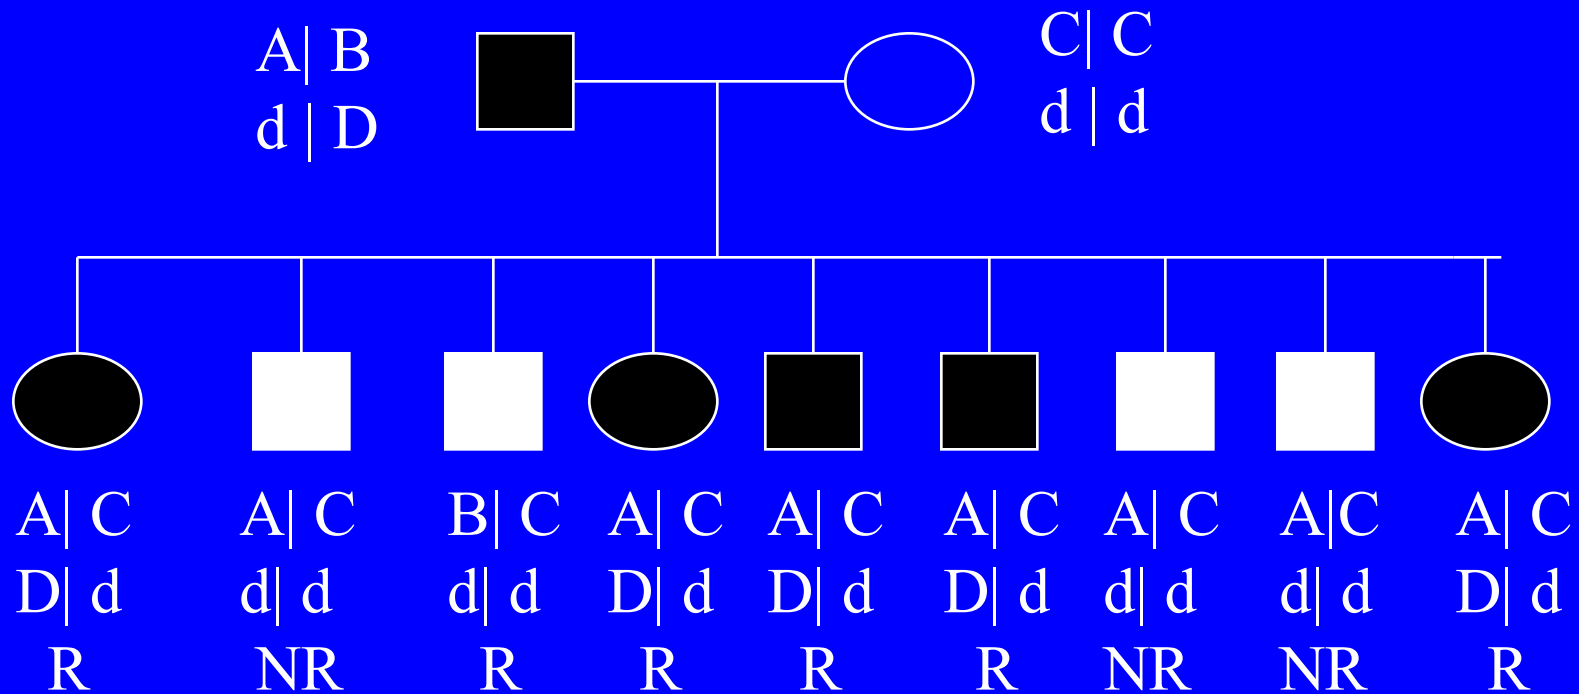 A| B C| C
d | D d | d
A| C A| C B| C A| C A| C A| C A| C A|C A| C
D| d d| d d| d D| d D| d D| d d| d d| d D| d
R NR R R R R NR NR R